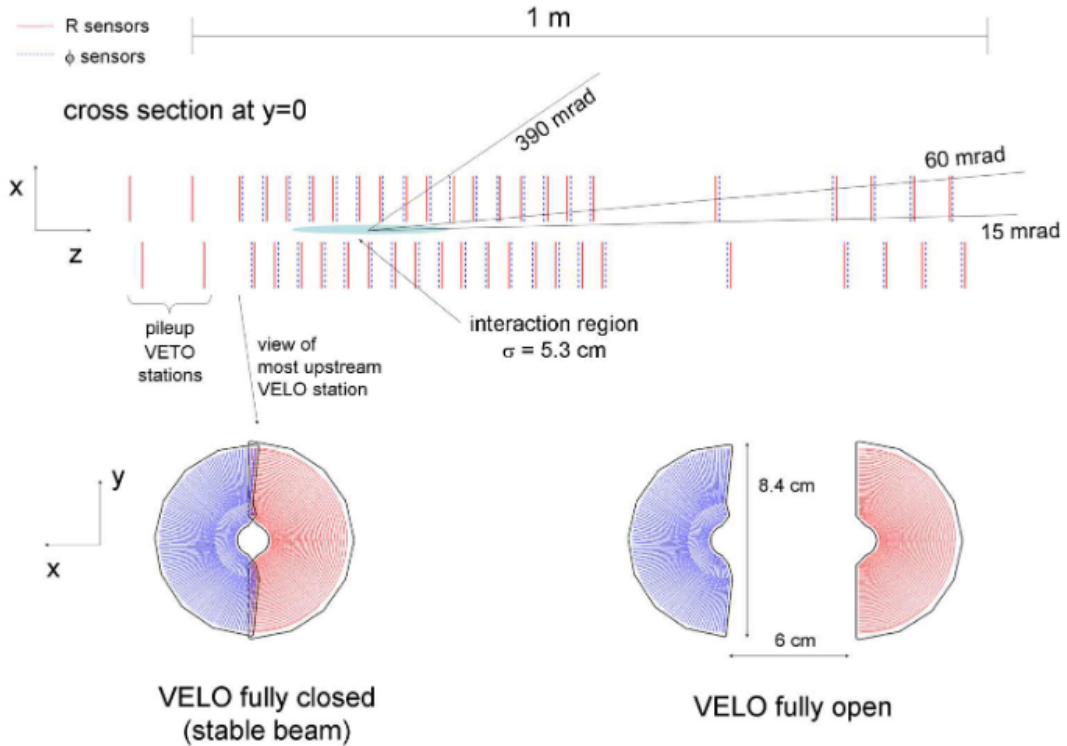 R sensors
1 m
ϕ sensors
cross section at y=0
390 mrad
60 mrad
x
z
15 mrad
pileup
VETO
stations
view of
most upstream
VELO station
interaction region
σ = 5.3 cm
y
x
8.4 cm
6 cm
VELO fully closed
(stable beam)
VELO fully open